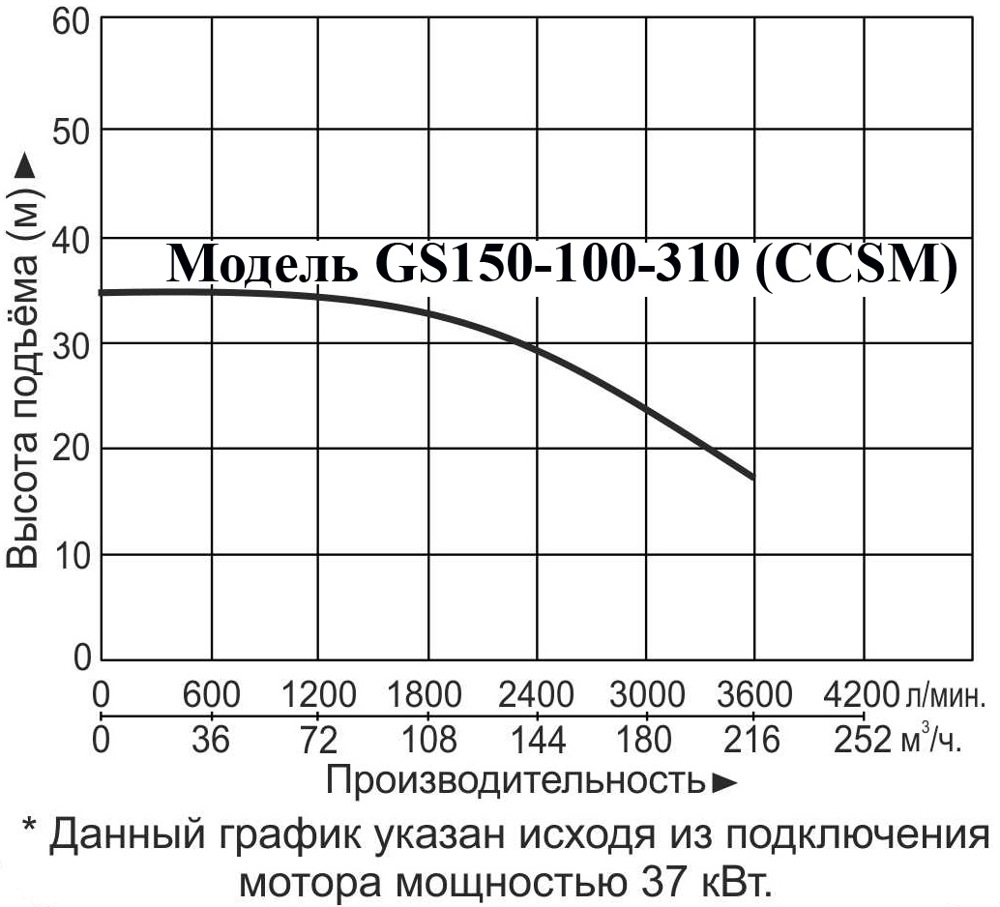 60
50
40
30
20
10
0
Высота подъёма (м)
Модель GS150-100-310 (CCSM)
0 600 1200 1800 2400 3000 3600 4200 л/мин.
0 36 72 108 144 180 216 252 м³/ч.
Производительность
* Данный график указан исходя из подключения
мотора мощностью 37 кВт.